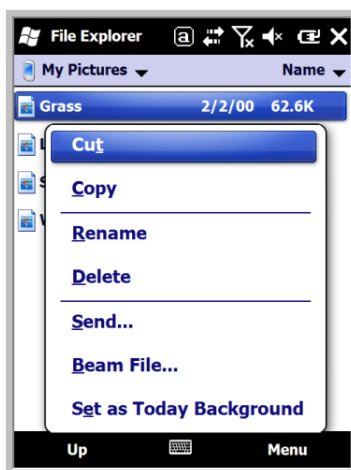 File Explorer
My Pictures Name
Grass 2/2/00 62.6K
Cut
Copy
Rename
Delete
Send...
Beam File...
Set as Today Background
Up Menu